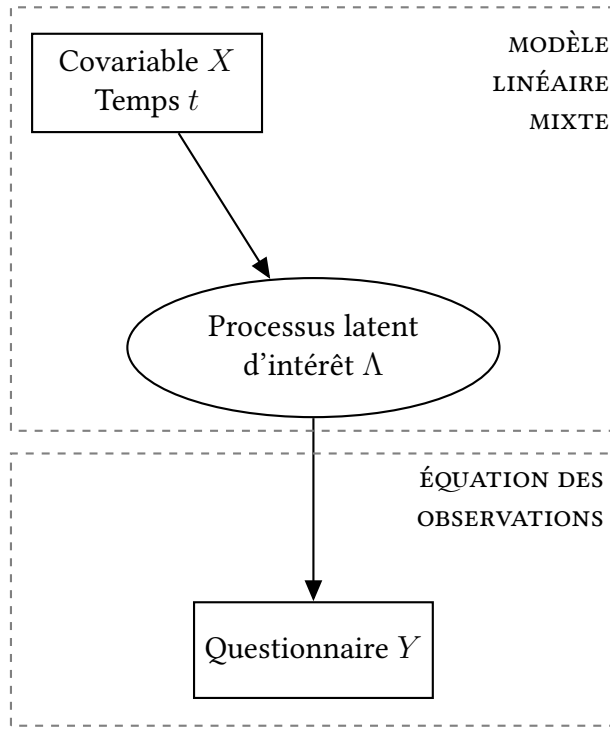 Covariable X
Temps t
MODÈLE
LINÉAIRE
MIXTE
Processus latent
d'intérêt Λ
ÉQUATION DES
OBSERVATIONS
Questionnaire Y